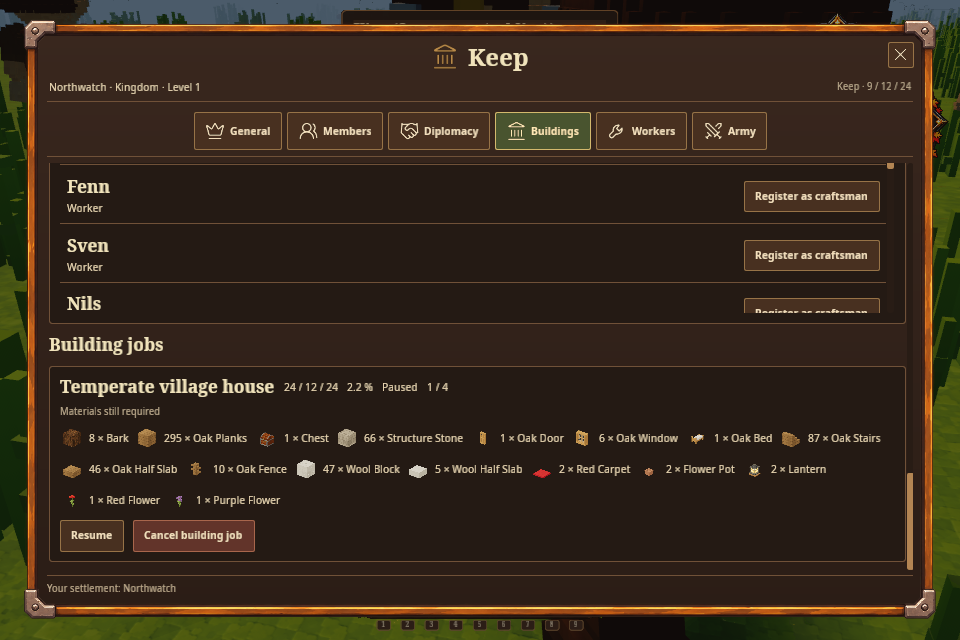 Keep
Northwatch · Kingdom · Level 1
Keep · 9 / 12 / 24
General
Members
Diplomacy
Buildings
Workers
Army
Fenn
Worker
Register as craftsman
Sven
Worker
Register as craftsman
Nils
Register as craftsman
Building jobs
Temperate village house 24 / 12 / 24 2.2 % Paused 1 / 4
Materials still required
8 × Bark 295 × Oak Planks 1 × Chest 66 × Structure Stone 1 × Oak Door 6 × Oak Window 1 × Oak Bed 87 × Oak Stairs
46 × Oak Half Slab 10 × Oak Fence 47 × Wool Block 5 × Wool Half Slab 2 × Red Carpet 2 × Flower Pot 2 × Lantern
1 × Red Flower 1 × Purple Flower
Resume
Cancel building job
Your settlement: Northwatch
1 2 3 4 5 6 7 8 9